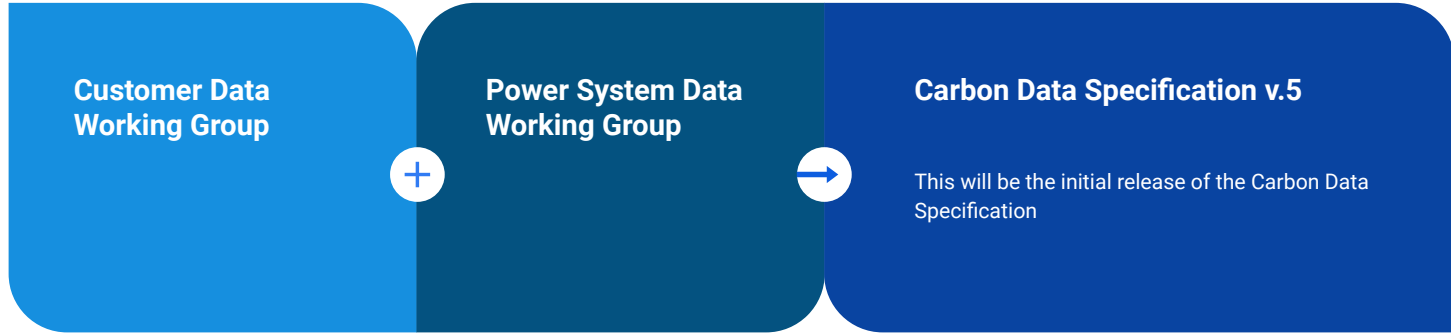 Customer Data
Working Group
Power System Data
Working Group
Carbon Data Specification v.5
This will be the initial release of the Carbon Data
Specification